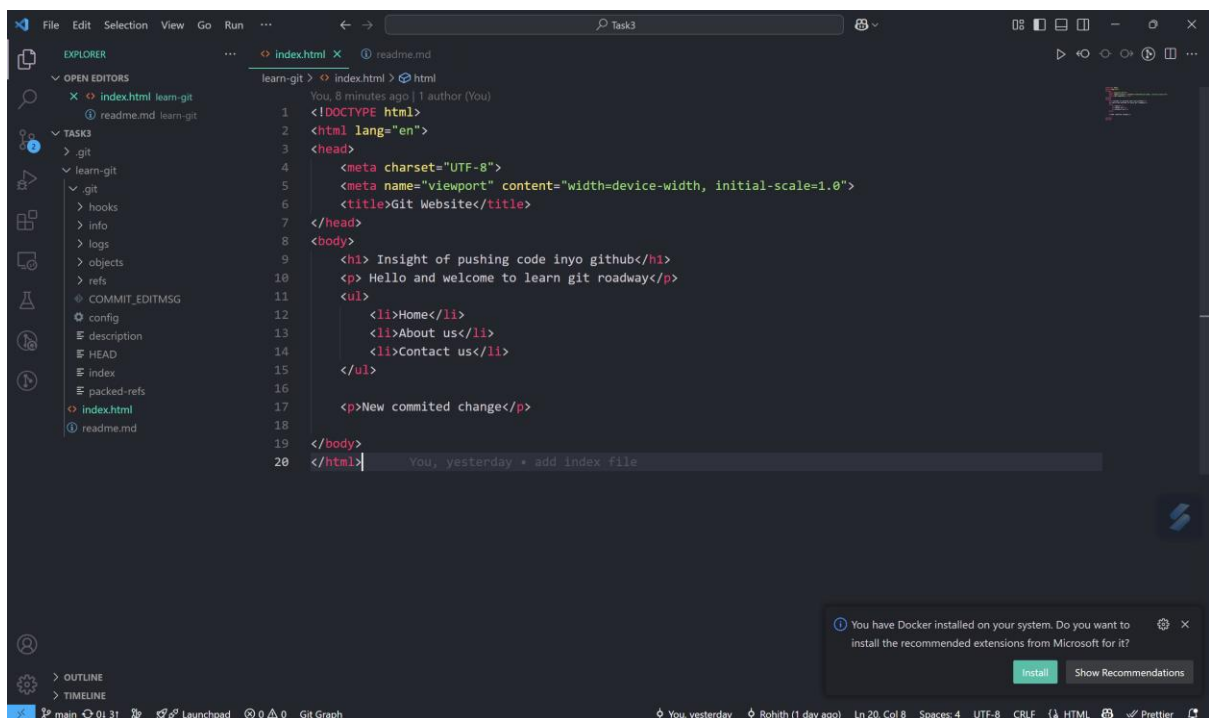 File Edit Selection View Go Run ···
Task3
EXPLORER ···
OPEN EDITORS
index.html learn-git
readme.md learn-git
TASK3
.git
learn-git
.git
hooks
info
logs
objects
refs
COMMIT_EDITMSG
config
description
HEAD
index
packed-refs
index.html
readme.md
OUTLINE
TIMELINE
2
index.html readme.md
learn-git > index.html > html
You, 8 minutes ago | 1 author (You)
1 <!DOCTYPE html>
2 <html lang="en">
3 <head>
4 <meta charset="UTF-8">
5 <meta name="viewport" content="width=device-width, initial-scale=1.0">
6 <title>Git Website</title>
7 </head>
8 <body>
9 <h1> Insight of pushing code inyo github</h1>
10 <p> Hello and welcome to learn git roadway</p>
11 <ul>
12 <li>Home</li>
13 <li>About us</li>
14 <li>Contact us</li>
15 </ul>
16
17 <p>New commited change</p>
18
19 </body>
20 </html> You, yesterday • add index file
You have Docker installed on your system. Do you want to
install the recommended extensions from Microsoft for it?
Install Show Recommendations
main 0↓ 3↑ Launchpad 0 0 Git Graph You, yesterday Rohith (1 day ago) Ln 20, Col 8 Spaces: 4 UTF-8 CRLF HTML Prettier